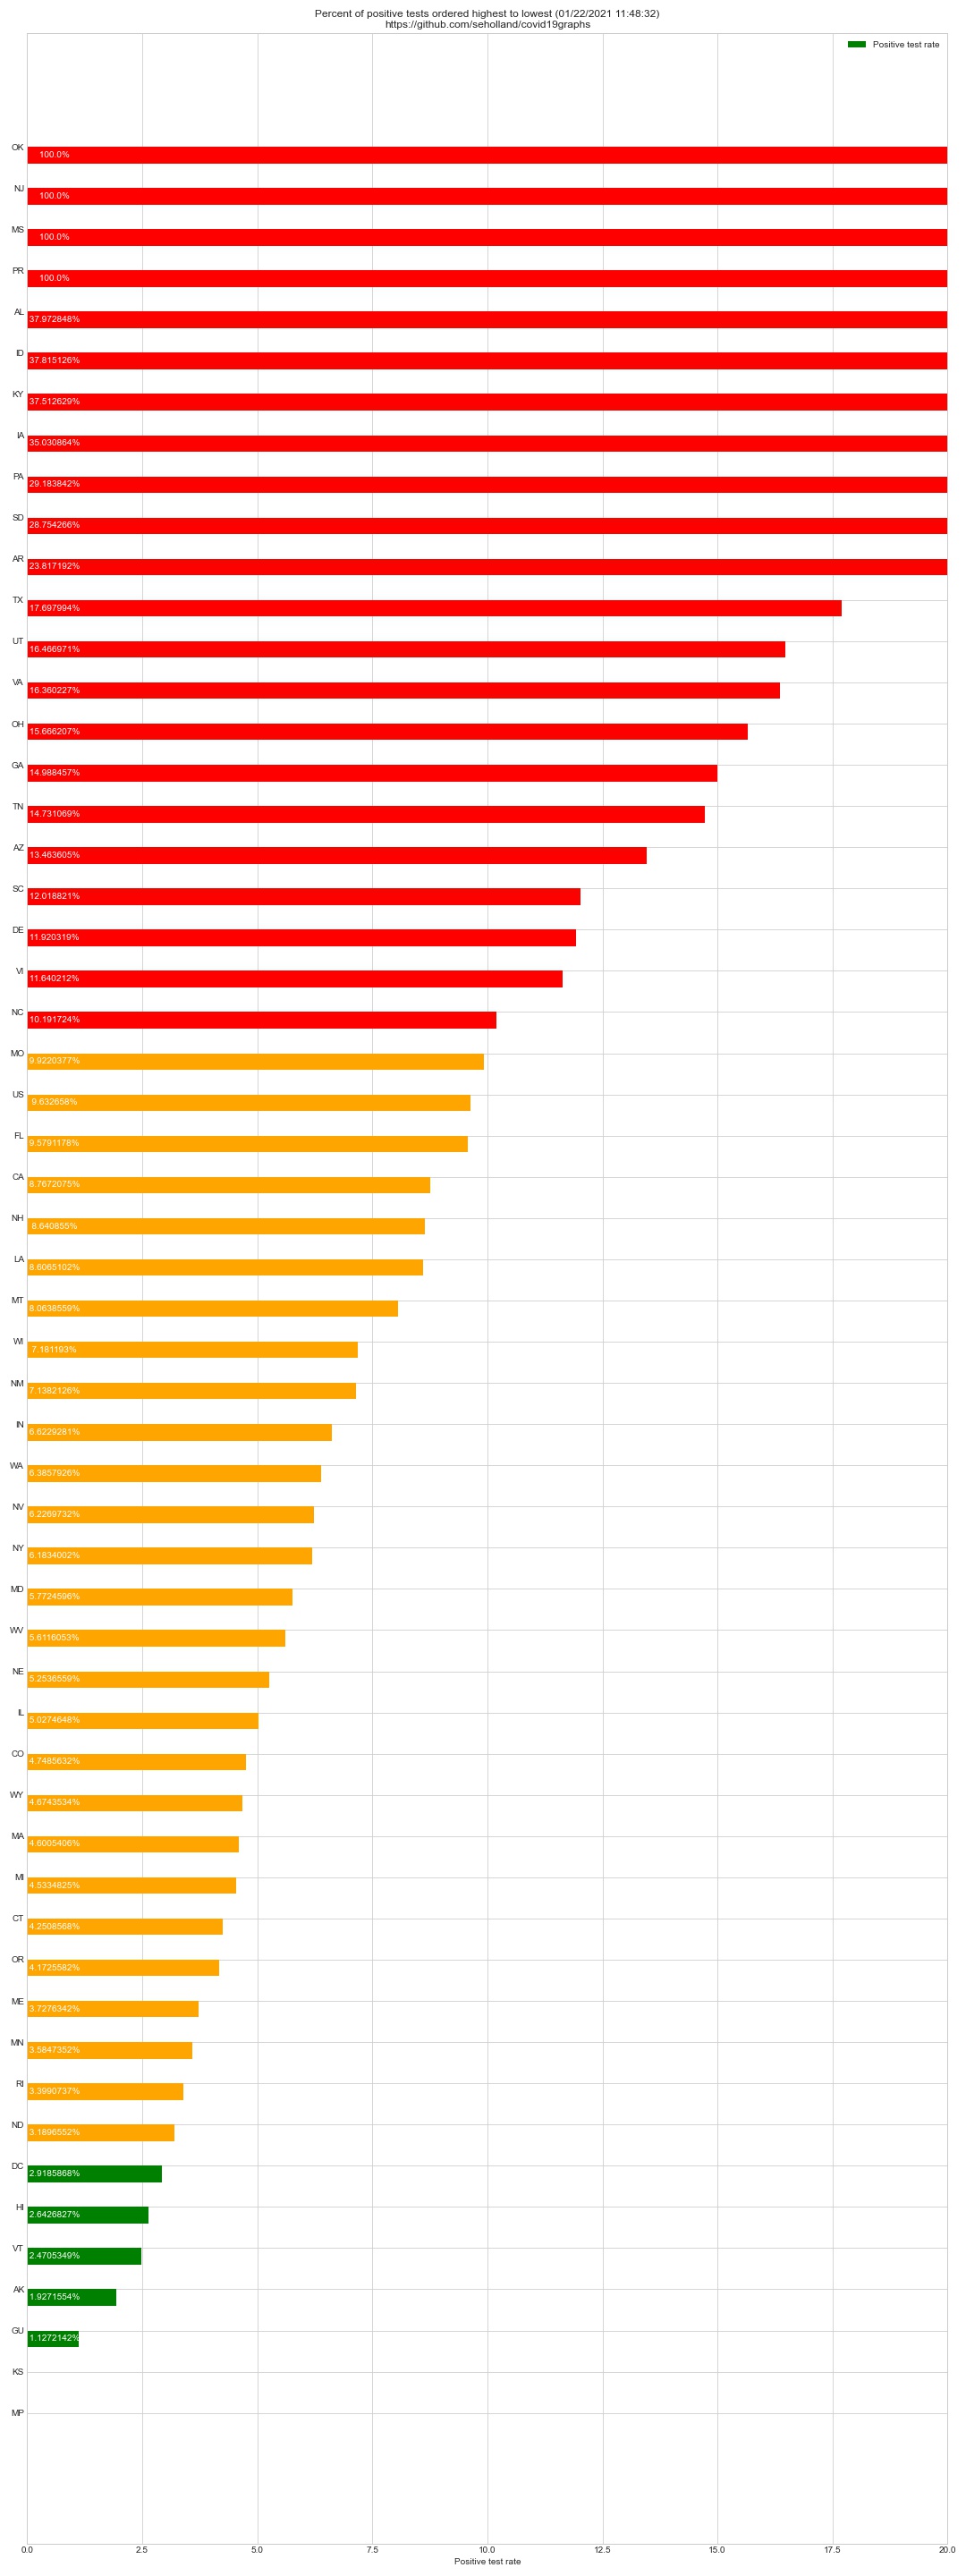 Percent of positive tests ordered highest to lowest (01/22/2021 11:48:32)
https://github.com/seholland/covid19graphs
Positive test rate
OK 100.0%
NJ 100.0%
MS 100.0%
PR 100.0%
AL 37.972848%
ID 37.815126%
KY 37.512629%
IA 35.030864%
PA 29.183842%
SD 28.754266%
AR 23.817192%
TX 17.697994%
UT 16.466971%
VA 16.360227%
OH 15.666207%
GA 14.988457%
TN 14.731069%
AZ 13.463605%
SC 12.018821%
DE 11.920319%
VI 11.640212%
NC 10.191724%
MO 9.9220377%
US 9.632658%
FL 9.5791178%
CA 8.7672075%
NH 8.640855%
LA 8.6065102%
MT 8.0638559%
WI 7.181193%
NM 7.1382126%
IN 6.6229281%
WA 6.3857926%
NV 6.2269732%
NY 6.1834002%
MD 5.7724596%
WV 5.6116053%
NE 5.2536559%
IL 5.0274648%
CO 4.7485632%
WY 4.6743534%
MA 4.6005406%
MI 4.5334825%
CT 4.2508568%
OR 4.1725582%
ME 3.7276342%
MN 3.5847352%
RI 3.3990737%
ND 3.1896552%
DC 2.9185868%
HI 2.6426827%
VT 2.4705349%
AK 1.9271554%
GU 1.1272142%
KS
MP
0.0 2.5 5.0 7.5 10.0 12.5 15.0 17.5 20.0
Positive test rate